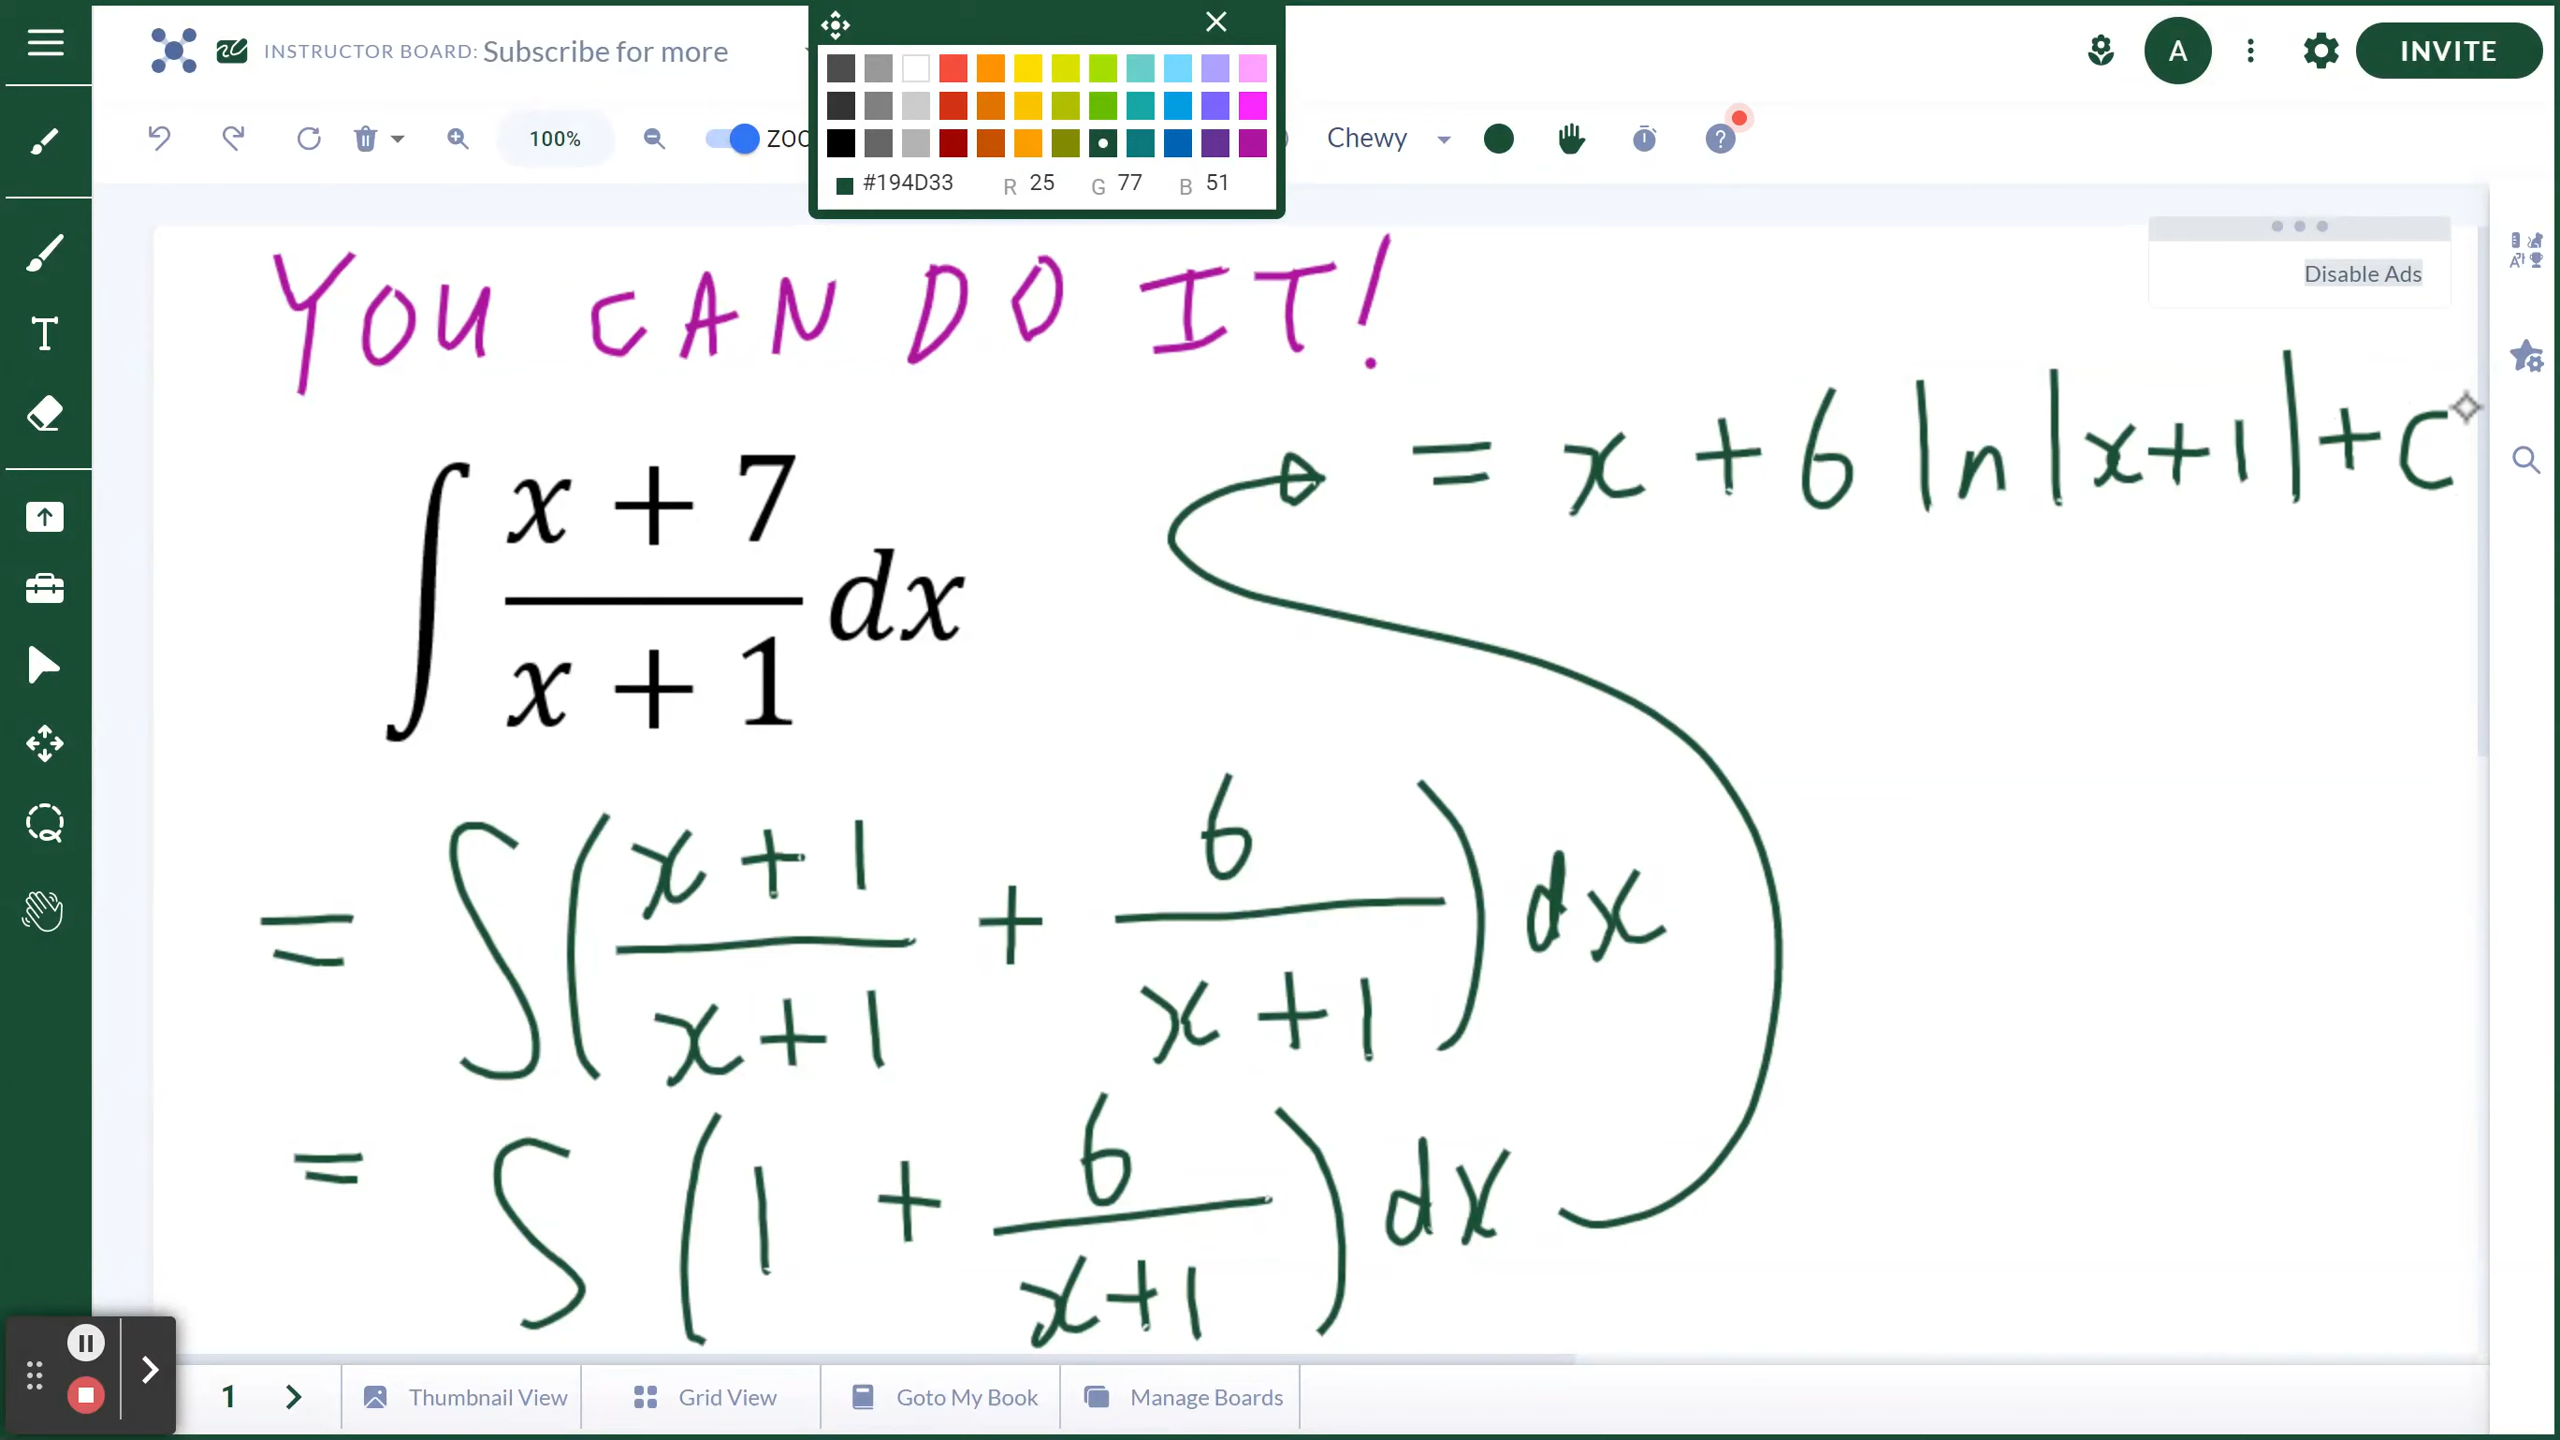 INSTRUCTOR BOARD: Subscribe for more
A
INVITE
100%
ZOO
Chewy
?
#194D33 R 25 G 77 B 51
Disable Ads
YOU CAN DO IT!
∫ (x + 7)/(x + 1) dx
= x + 6 ln|x+1| + C
= ∫ ((x+1)/(x+1) + 6/(x+1)) dx
= ∫ (1 + 6/(x+1)) dx
1
Thumbnail View
Grid View
Goto My Book
Manage Boards